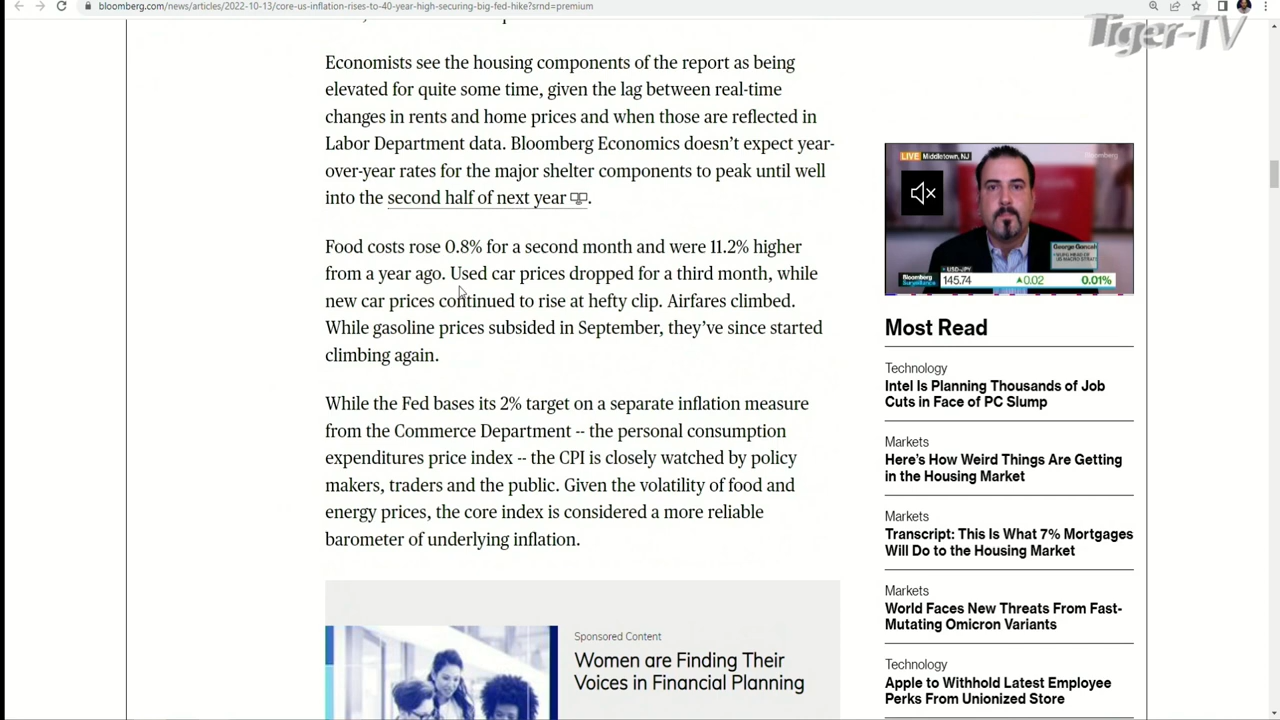 bloomberg.com/news/articles/2022-10-13/core-us-inflation-rises-to-40-year-high-securing-big-fed-hike?srnd=premium
Tiger-TV
Economists see the housing components of the report as being
elevated for quite some time, given the lag between real-time
changes in rents and home prices and when those are reflected in
Labor Department data. Bloomberg Economics doesn't expect year-
over-year rates for the major shelter components to peak until well
into the second half of next year.
Food costs rose 0.8% for a second month and were 11.2% higher
from a year ago. Used car prices dropped for a third month, while
new car prices continued to rise at hefty clip. Airfares climbed.
While gasoline prices subsided in September, they've since started
climbing again.
While the Fed bases its 2% target on a separate inflation measure
from the Commerce Department -- the personal consumption
expenditures price index -- the CPI is closely watched by policy
makers, traders and the public. Given the volatility of food and
energy prices, the core index is considered a more reliable
barometer of underlying inflation.
Sponsored Content
Women are Finding Their
Voices in Financial Planning
LIVE Middletown, NJ
Bloomberg
George
Bloomberg
Surveillance
USD-JPY
145.74
0.02
0.01%
Most Read
Technology
Intel Is Planning Thousands of Job
Cuts in Face of PC Slump
Markets
Here's How Weird Things Are Getting
in the Housing Market
Markets
Transcript: This Is What 7% Mortgages
Will Do to the Housing Market
Markets
World Faces New Threats From Fast-
Mutating Omicron Variants
Technology
Apple to Withhold Latest Employee
Perks From Unionized Store